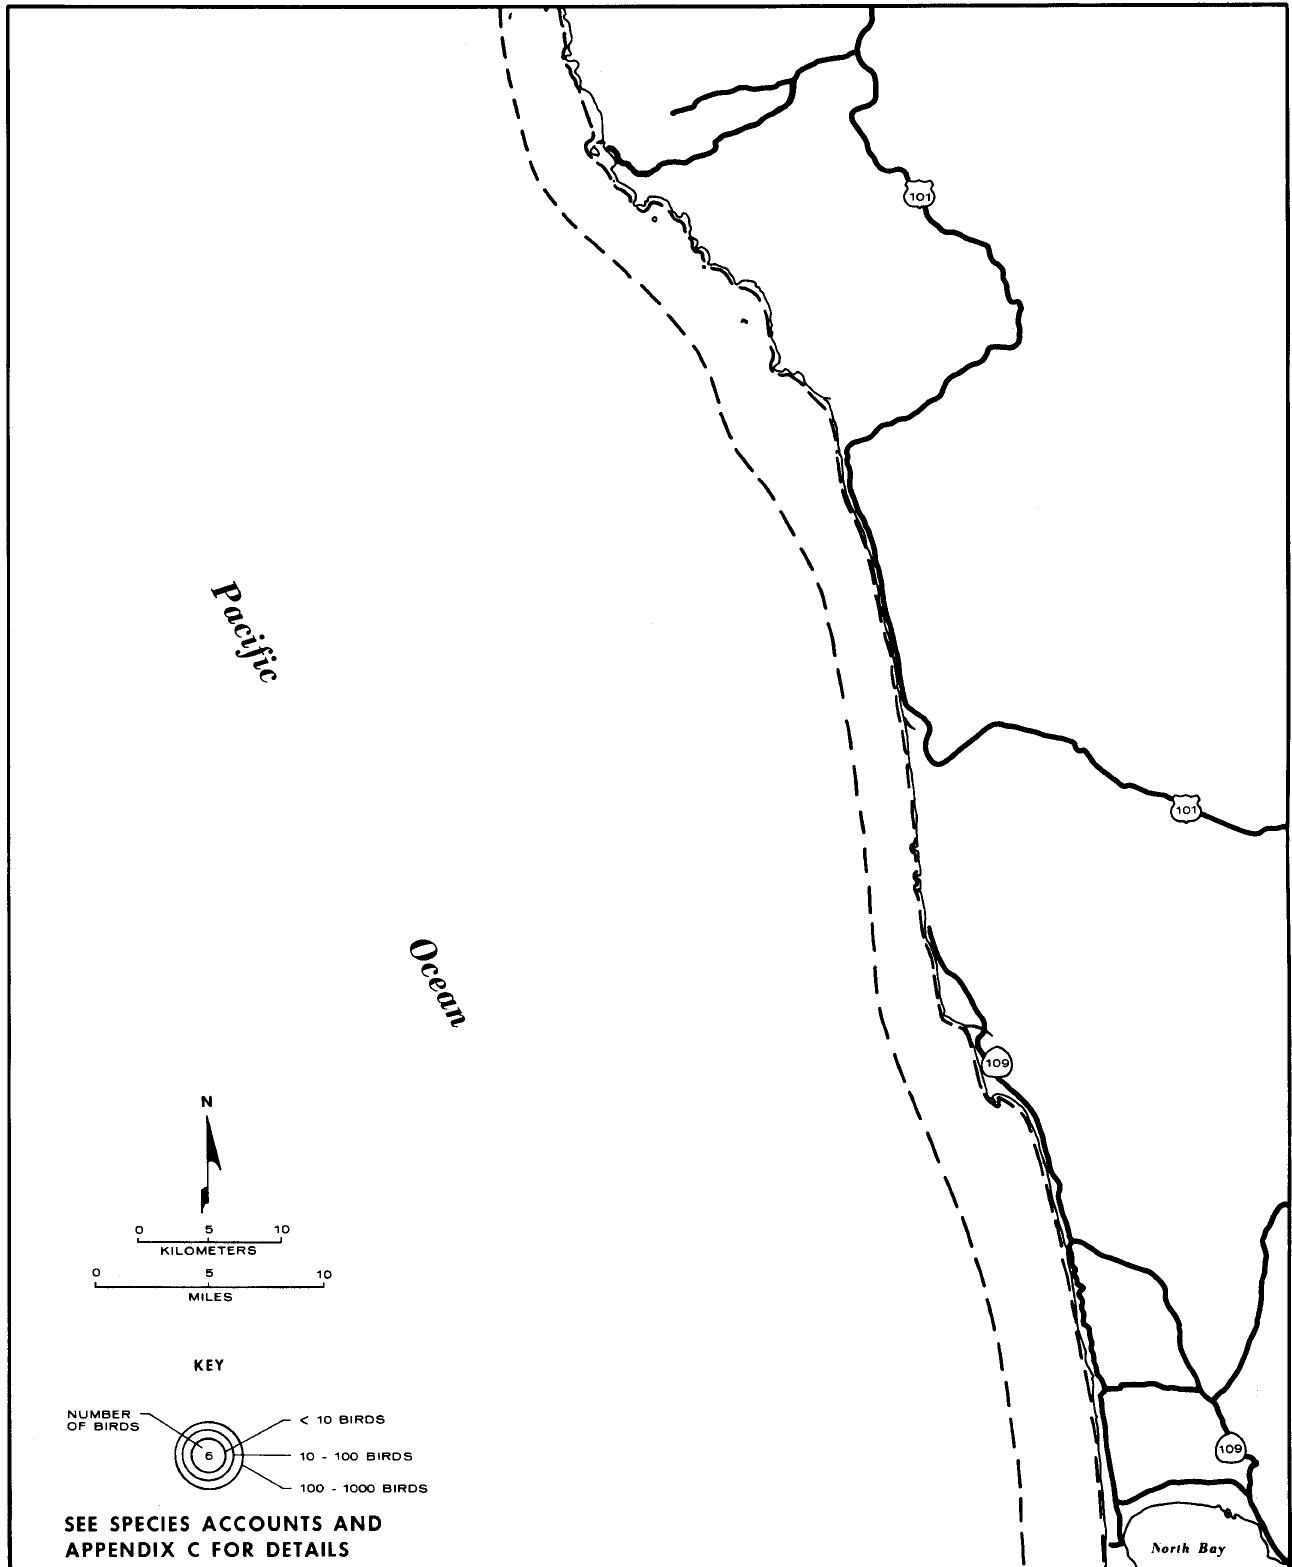 101
Pacific
101
Ocean
109
N
0 5 10
KILOMETERS
0 5 10
MILES
KEY
NUMBER
OF BIRDS
6
< 10 BIRDS
10 - 100 BIRDS
100 - 1000 BIRDS
109
SEE SPECIES ACCOUNTS AND
APPENDIX C FOR DETAILS
North Bay